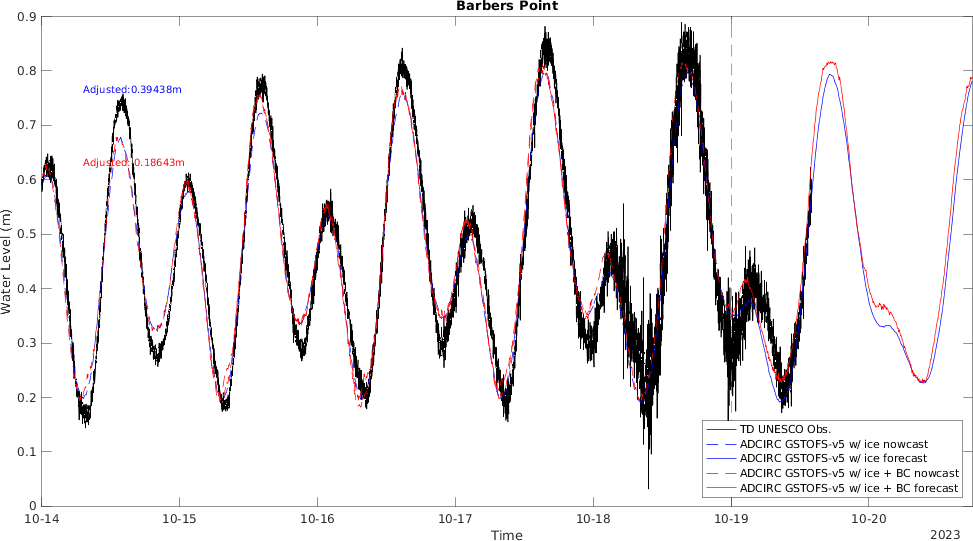 Barbers Point
0.9
0.8
0.7
0.6
0.5
0.4
0.3
0.2
0.1
0
Water Level (m)
Adjusted:0.39438m
Adjusted: 0.18643m
TD UNESCO Obs.
ADCIRC GSTOFS-v5 w/ ice nowcast
ADCIRC GSTOFS-v5 w/ ice forecast
ADCIRC GSTOFS-v5 w/ ice + BC nowcast
ADCIRC GSTOFS-v5 w/ ice + BC forecast
10-14 10-15 10-16 10-17 10-18 10-19 10-20
Time
2023